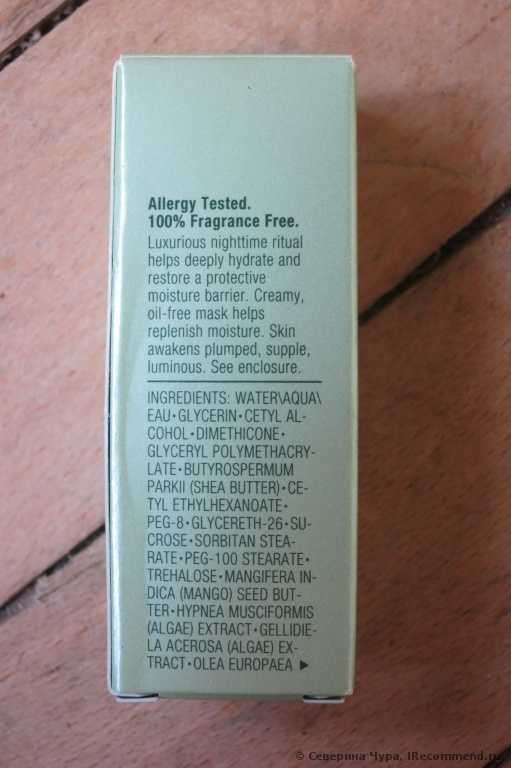 Allergy Tested.
100% Fragrance Free.
Luxurious nighttime ritual
helps deeply hydrate and
restore a protective
moisture barrier. Creamy,
oil-free mask helps
replenish moisture. Skin
awakens plumped, supple,
luminous. See enclosure.
INGREDIENTS: WATER\AQUA\
EAU•GLYCERIN•CETYL AL-
COHOL•DIMETHICONE•
GLYCERYL POLYMETHACRY-
LATE•BUTYROSPERMUM
PARKII (SHEA BUTTER)•CE-
TYL ETHYLHEXANOATE•
PEG-8•GLYCERETH-26•SU-
CROSE•SORBITAN STEA-
RATE•PEG-100 STEARATE•
TREHALOSE•MANGIFERA IN-
DICA (MANGO) SEED BUT-
TER•HYPNEA MUSCIFORMIS
(ALGAE) EXTRACT•GELLIDIE-
LA ACEROSA (ALGAE) EX-
TRACT•OLEA EUROPAEA ►
© Северина Чура, IRecommend.ru